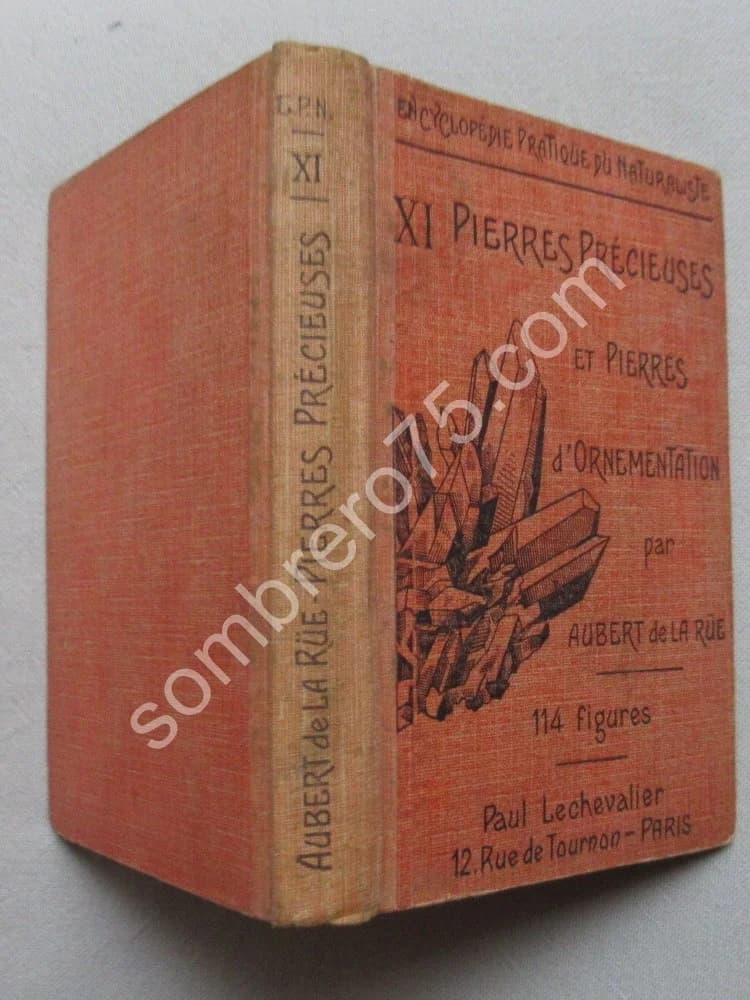 E.P.N.
XI
AUBERT de LA RÜE - PIERRES PRÉCIEUSES
ENCYCLOPÉDIE PRATIQUE DU NATURALISTE
XI PIERRES PRÉCIEUSES
ET PIERRES
d'ORNEMENTATION
par
AUBERT de LA RÜE
114 figures
Paul Lechevalier
12, Rue de Tournon - PARIS
sombrero75.com